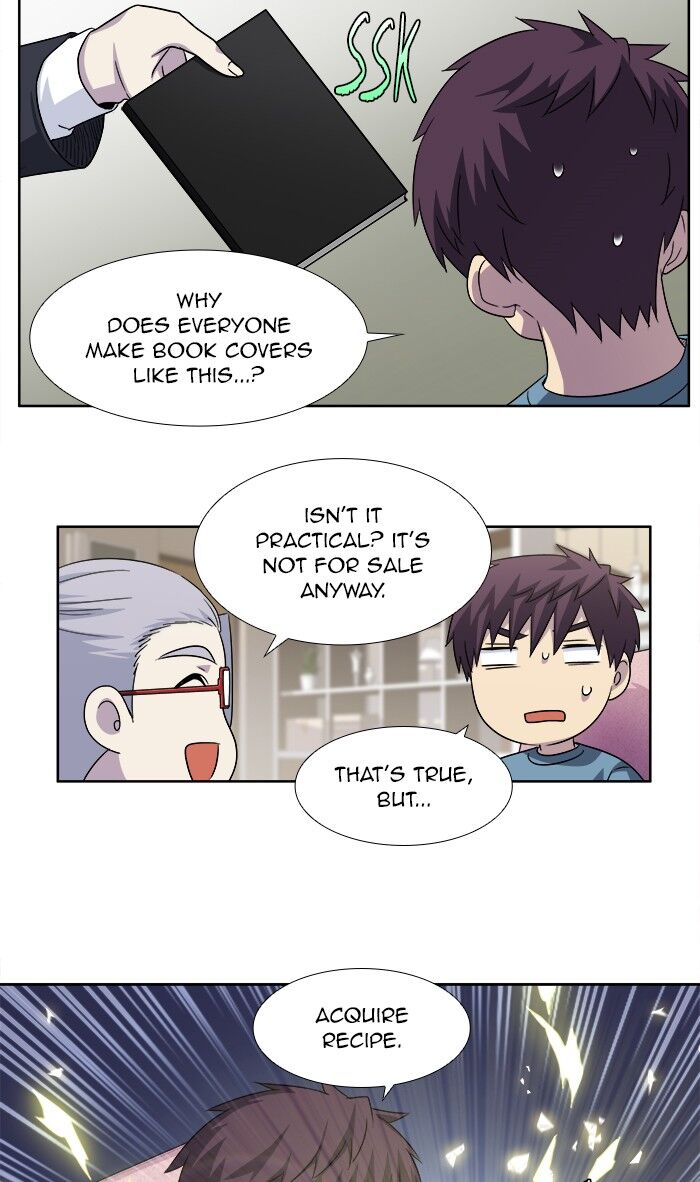 SSK
WHY
DOES EVERYONE
MAKE BOOK COVERS
LIKE THIS...?
ISN'T IT
PRACTICAL? IT'S
NOT FOR SALE
ANYWAY.
THAT'S TRUE,
BUT...
ACQUIRE
RECIPE.